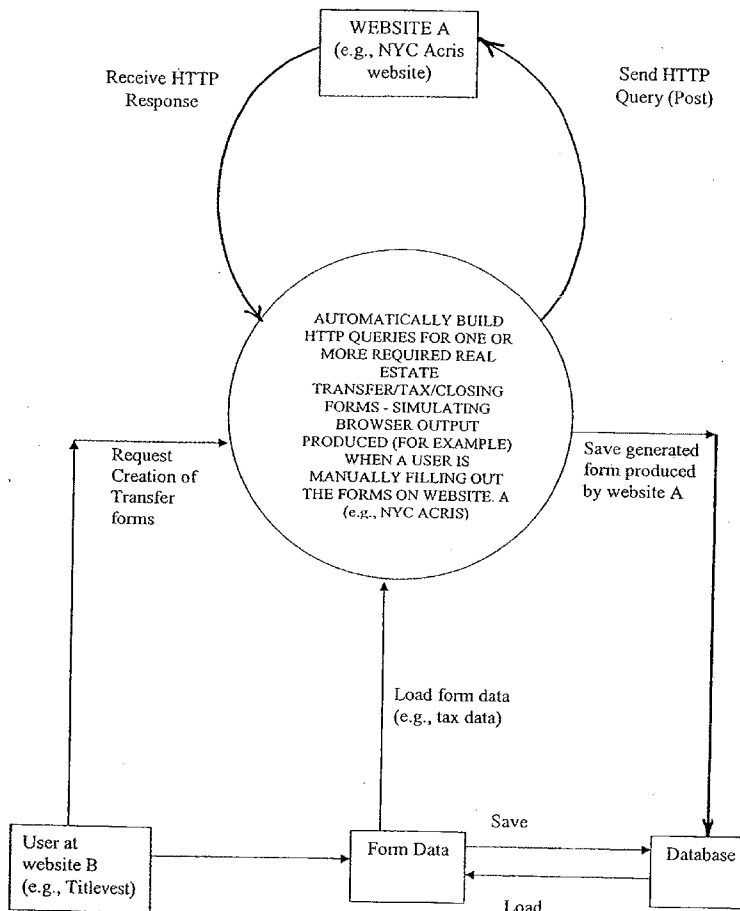 WEBSITE A
(e.g., NYC Acris
website)
Receive HTTP
Response
Send HTTP
Query (Post)
AUTOMATICALLY BUILD
HTTP QUERIES FOR ONE OR
MORE REQUIRED REAL
ESTATE
TRANSFER/TAX/CLOSING
FORMS - SIMULATING
BROWSER OUTPUT
PRODUCED (FOR EXAMPLE)
WHEN A USER IS
MANUALLY FILLING OUT
THE FORMS ON WEBSITE. A
(e.g., NYC ACRIS)
Request
Creation of
Transfer
forms
Save generated
form produced
by website A
Load form data
(e.g., tax data)
User at
website B
(e.g., Titlevest)
Form Data
Save
Load
Database